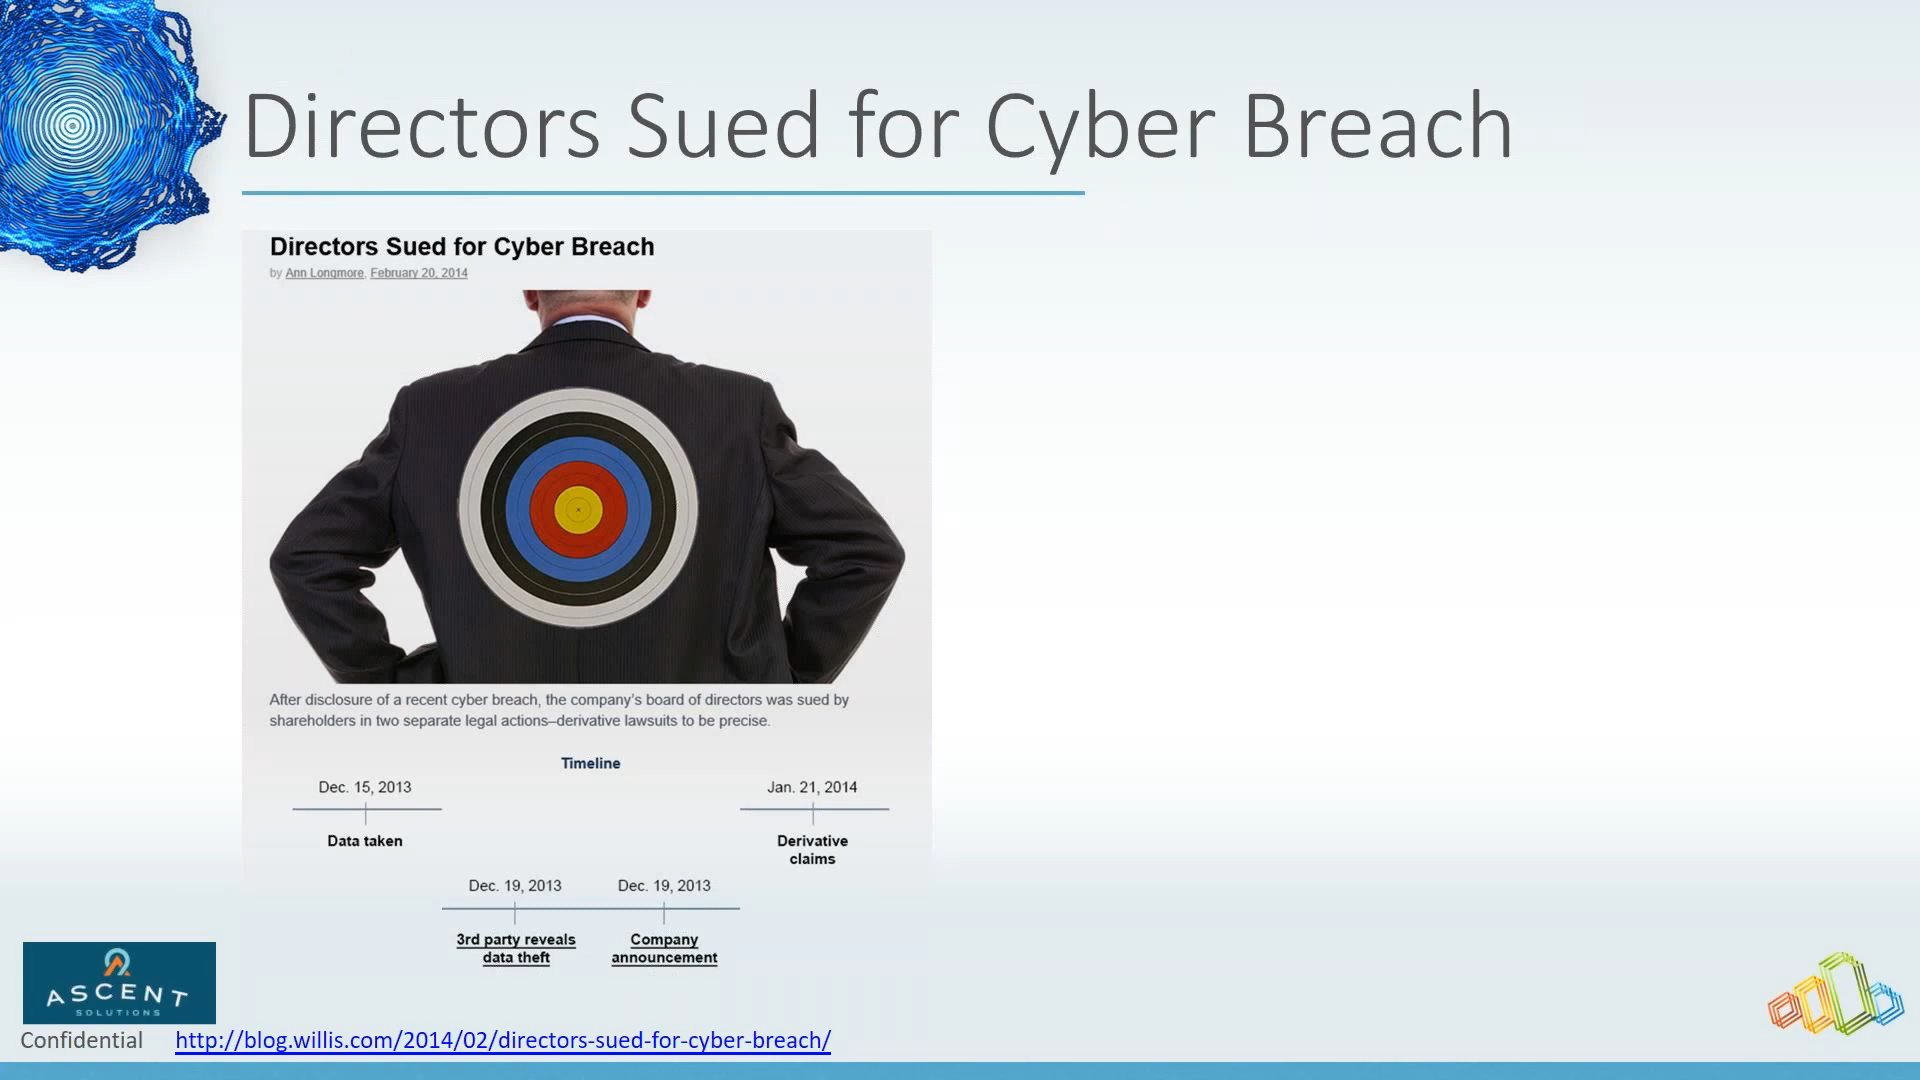 Directors Sued for Cyber Breach
Directors Sued for Cyber Breach
by Ann Longmore, February 20, 2014
After disclosure of a recent cyber breach, the company's board of directors was sued by
shareholders in two separate legal actions–derivative lawsuits to be precise.
Timeline
Dec. 15, 2013
Data taken
Dec. 19, 2013
3rd party reveals
data theft
Dec. 19, 2013
Company
announcement
Jan. 21, 2014
Derivative
claims
ASCENT
SOLUTIONS
Confidential
http://blog.willis.com/2014/02/directors-sued-for-cyber-breach/